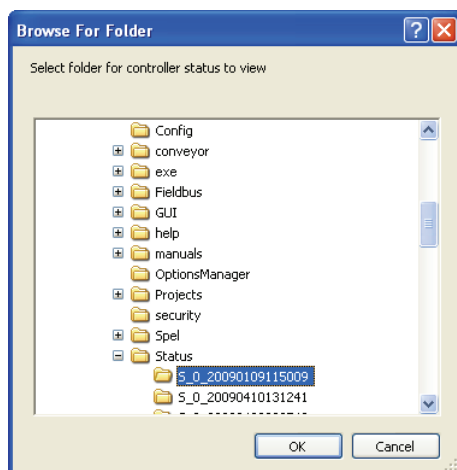 Browse For Folder
Select folder for controller status to view
Config
conveyor
exe
Fieldbus
GUI
help
manuals
OptionsManager
Projects
security
Spel
Status
S_0_20090109115009
S_0_20090410131241
OK
Cancel